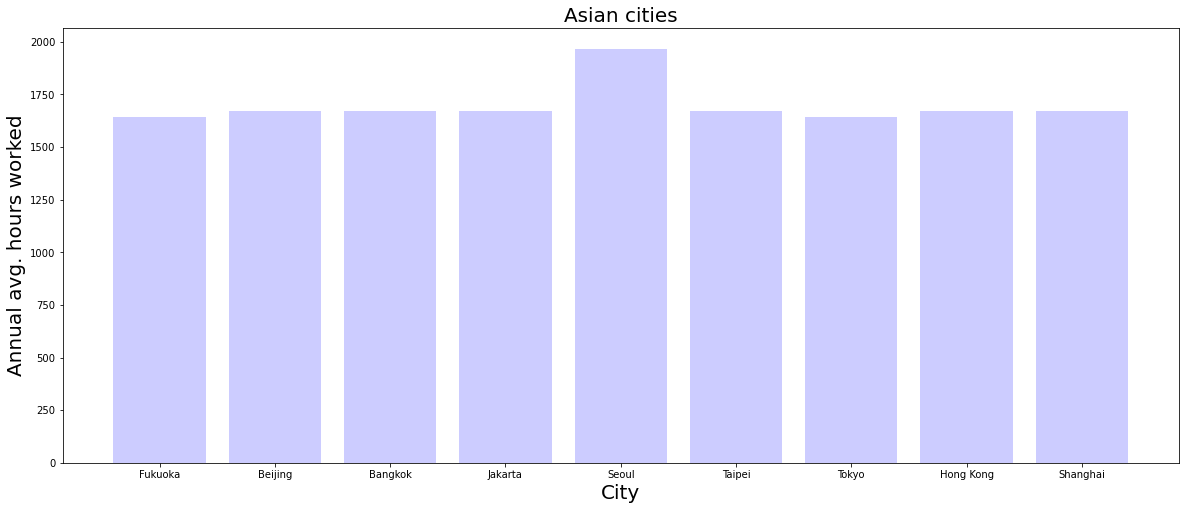 Asian cities
Annual avg. hours worked
2000
1750
1500
1250
1000
750
500
250
0
Fukuoka Beijing Bangkok Jakarta Seoul Taipei Tokyo Hong Kong Shanghai
City